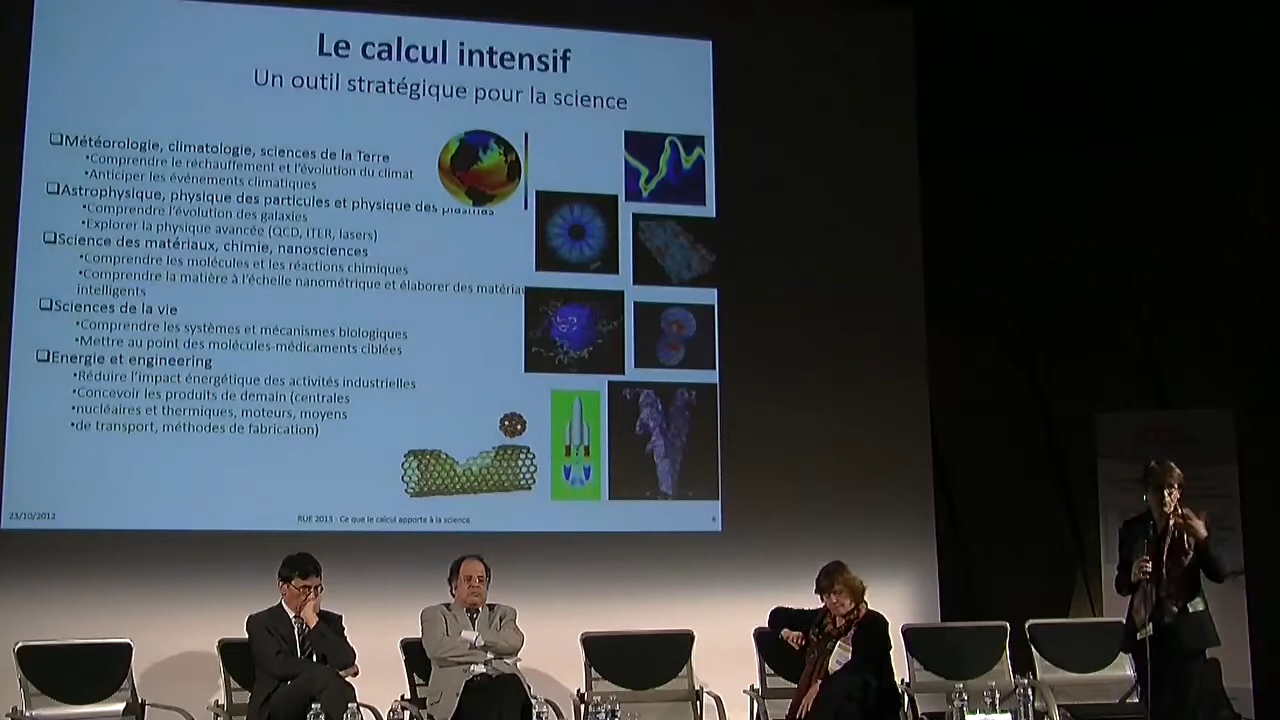 Le calcul intensif
Un outil stratégique pour la science
❑Météorologie, climatologie, sciences de la Terre
•Comprendre le réchauffement et l'évolution du climat
•Anticiper les événements climatiques
❑Astrophysique, physique des particules et physique des plasmas
•Comprendre l'évolution des galaxies
•Explorer la physique avancée (QCD, ITER, lasers)
❑Science des matériaux, chimie, nanosciences
•Comprendre les molécules et les réactions chimiques
•Comprendre la matière à l'échelle nanométrique et élaborer des matériau
intelligents
❑Sciences de la vie
•Comprendre les systèmes et mécanismes biologiques
•Mettre au point des molécules-médicaments ciblées
❑Energie et engineering
•Réduire l'impact énergétique des activités industrielles
•Concevoir les produits de demain (centrales
•nucléaires et thermiques, moteurs, moyens
•de transport, méthodes de fabrication)
23/10/2012
RUE 2013 - Ce que le calcul apporte à la science
6